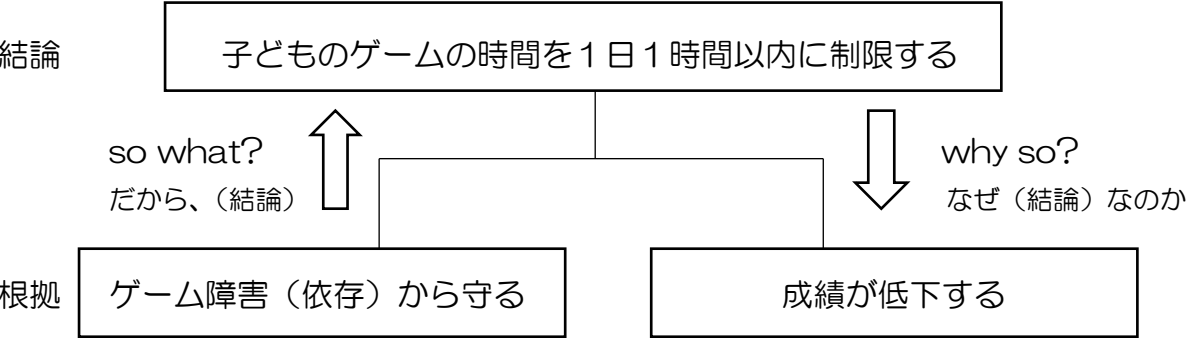 結論
子どものゲームの時間を１日１時間以内に制限する
so what?
だから、（結論）
why so?
なぜ（結論）なのか
根拠
ゲーム障害（依存）から守る
成績が低下する